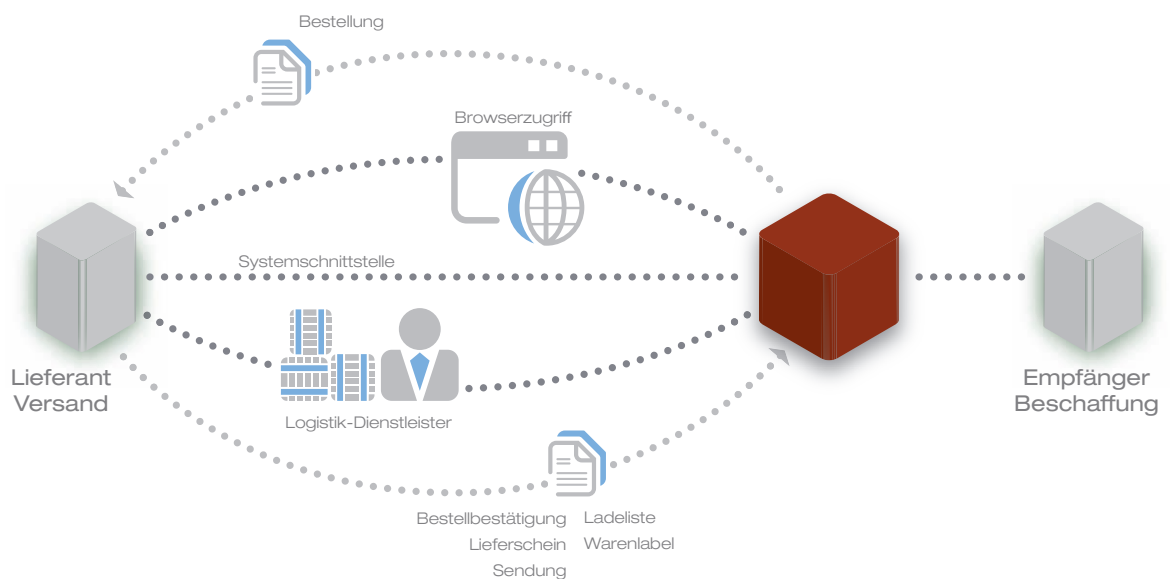 Bestellung
Browserzugriff
Systemschnittstelle
Lieferant
Versand
Empfänger
Beschaffung
Logistik-Dienstleister
Bestellbestätigung
Lieferschein
Sendung
Ladeliste
Warenlabel